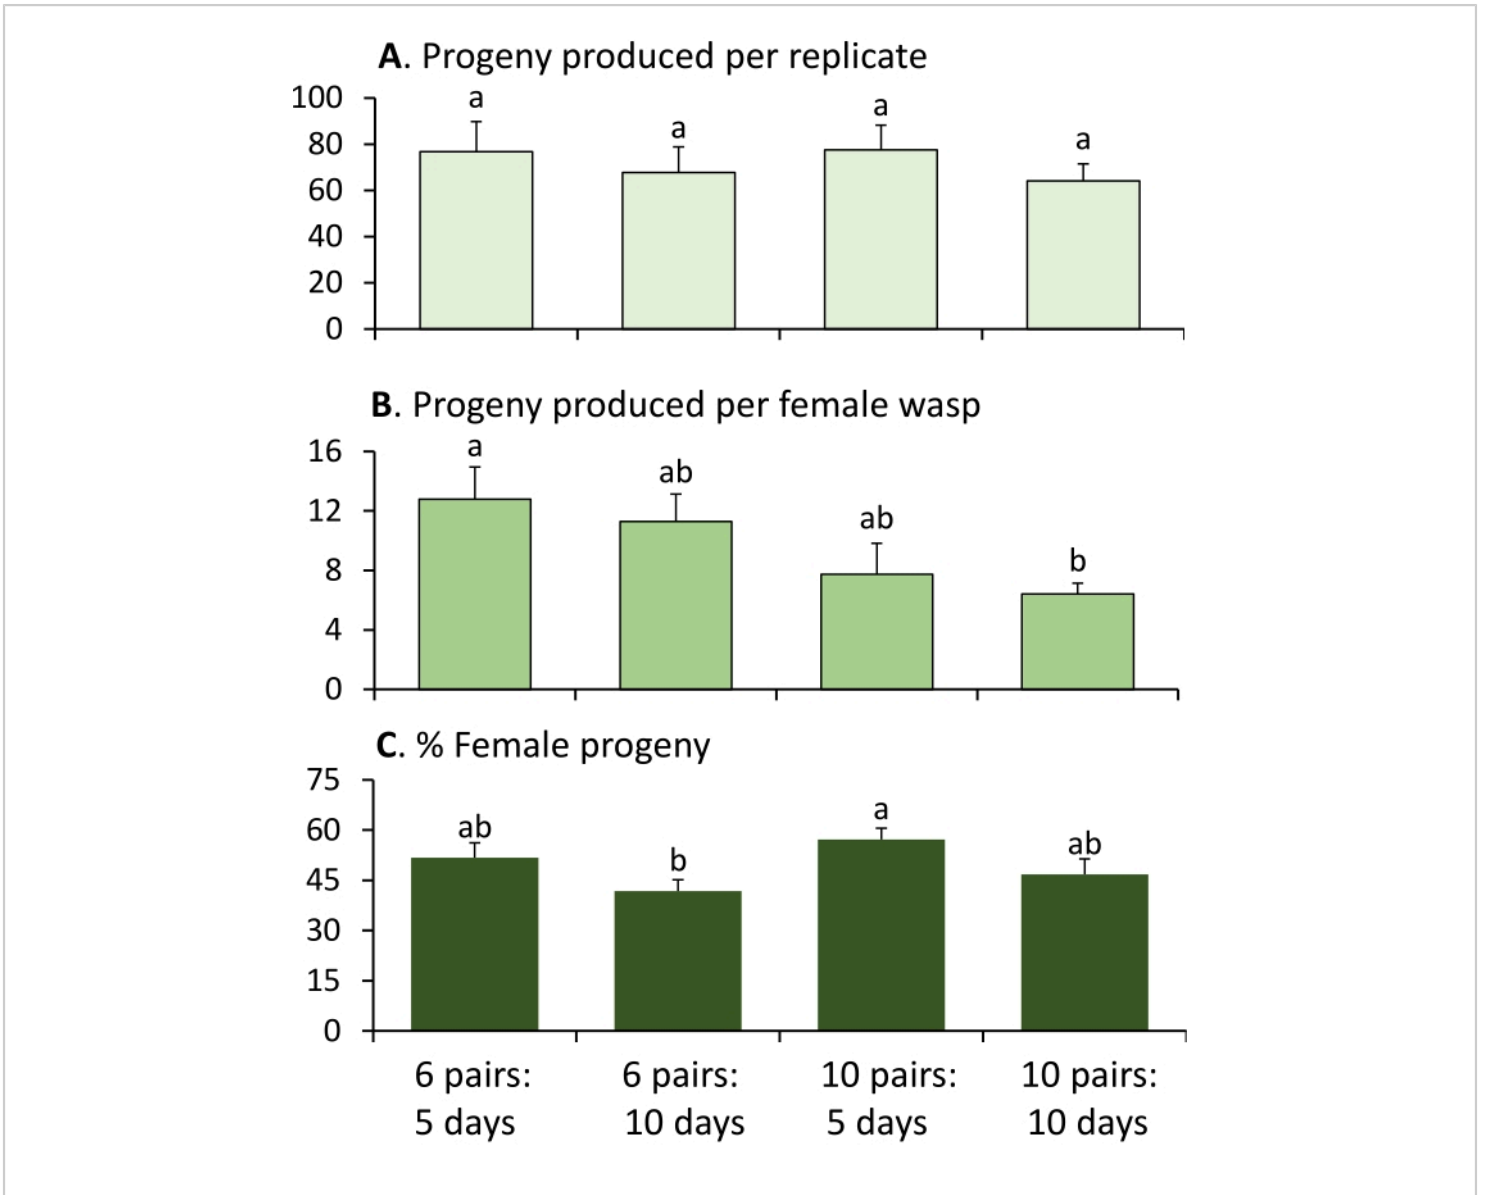 A. Progeny produced per replicate
100
80
60
40
20
0
a
a
a
a
B. Progeny produced per female wasp
16
12
8
4
0
a
ab
ab
b
C. % Female progeny
75
60
45
30
15
0
ab
b
a
ab
6 pairs:
5 days
6 pairs:
10 days
10 pairs:
5 days
10 pairs:
10 days